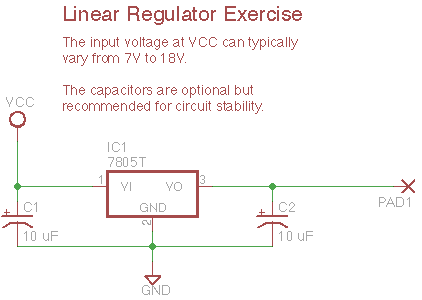 Linear Regulator Exercise
The input voltage at VCC can typically
vary from 7V to 18V.
The capacitors are optional but
recommended for circuit stability.
VCC
IC1
7805T
1
VI
VO
3
GND
2
PAD1
+
C1
10 uF
+
C2
10 uF
GND